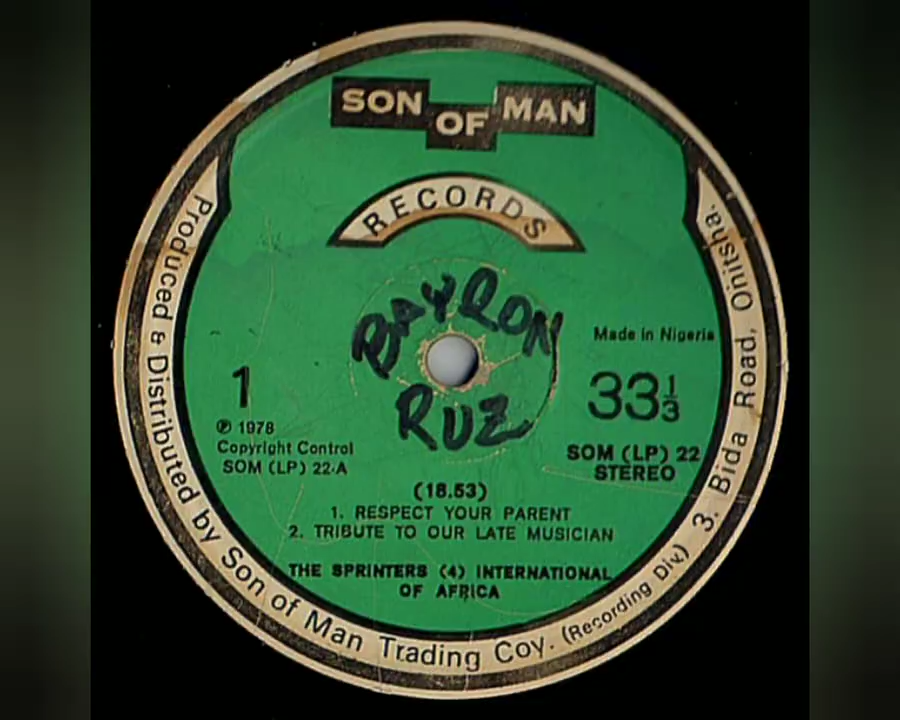 SON OF MAN
RECORDS
BAYRON
RUZ
Made in Nigeria
1
33⅓
℗ 1978
Copyright Control
SOM (LP) 22-A
SOM (LP) 22
STEREO
(18.53)
1. RESPECT YOUR PARENT
2. TRIBUTE TO OUR LATE MUSICIAN
THE SPRINTERS (4) INTERNATIONAL
OF AFRICA
Produced & Distributed by Son of Man Trading Coy. (Recording Div.) 3. Bida Road, Onitsha.